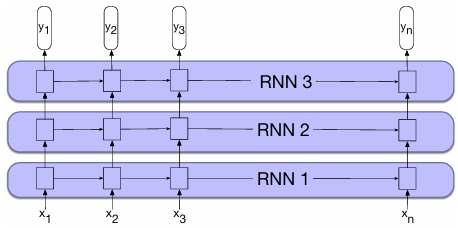 y1 y2 y3 yn
RNN 3
RNN 2
RNN 1
x1 x2 x3 xn